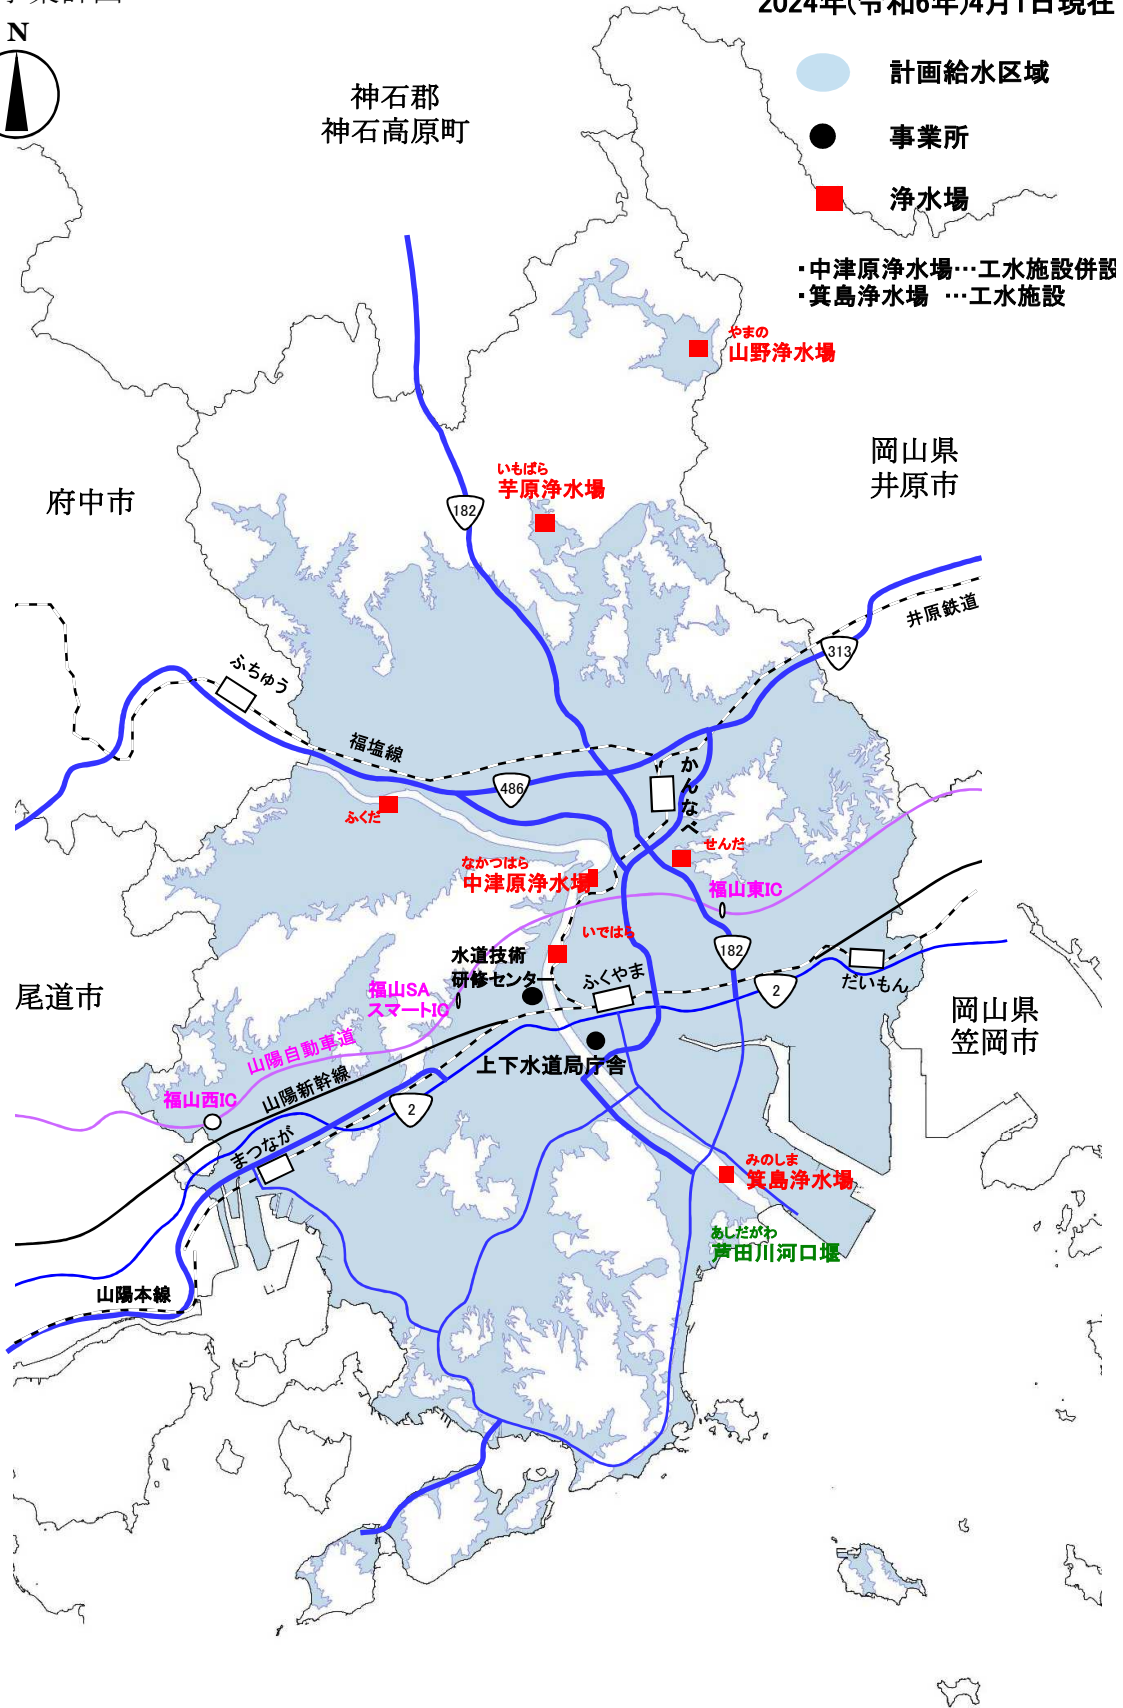 2024年(令和6年)4月1日現在
N
計画給水区域
事業所
浄水場
・中津原浄水場…工水施設併設
・箕島浄水場 …工水施設
神石郡
神石高原町
やまの
山野浄水場
岡山県
井原市
いもばら
芋原浄水場
府中市
182
井原鉄道
313
ふちゅう
福塩線
486
かんなべ
ふくだ
せんだ
なかつはら
中津原浄水場
福山東IC
いではら
水道技術
研修センター
182
ふくやま
だいもん
2
尾道市
福山SA
スマートIC
岡山県
笠岡市
山陽自動車道
上下水道局庁舎
山陽新幹線
福山西IC
2
まつなが
みのしま
箕島浄水場
あしだがわ
芦田川河口堰
山陽本線